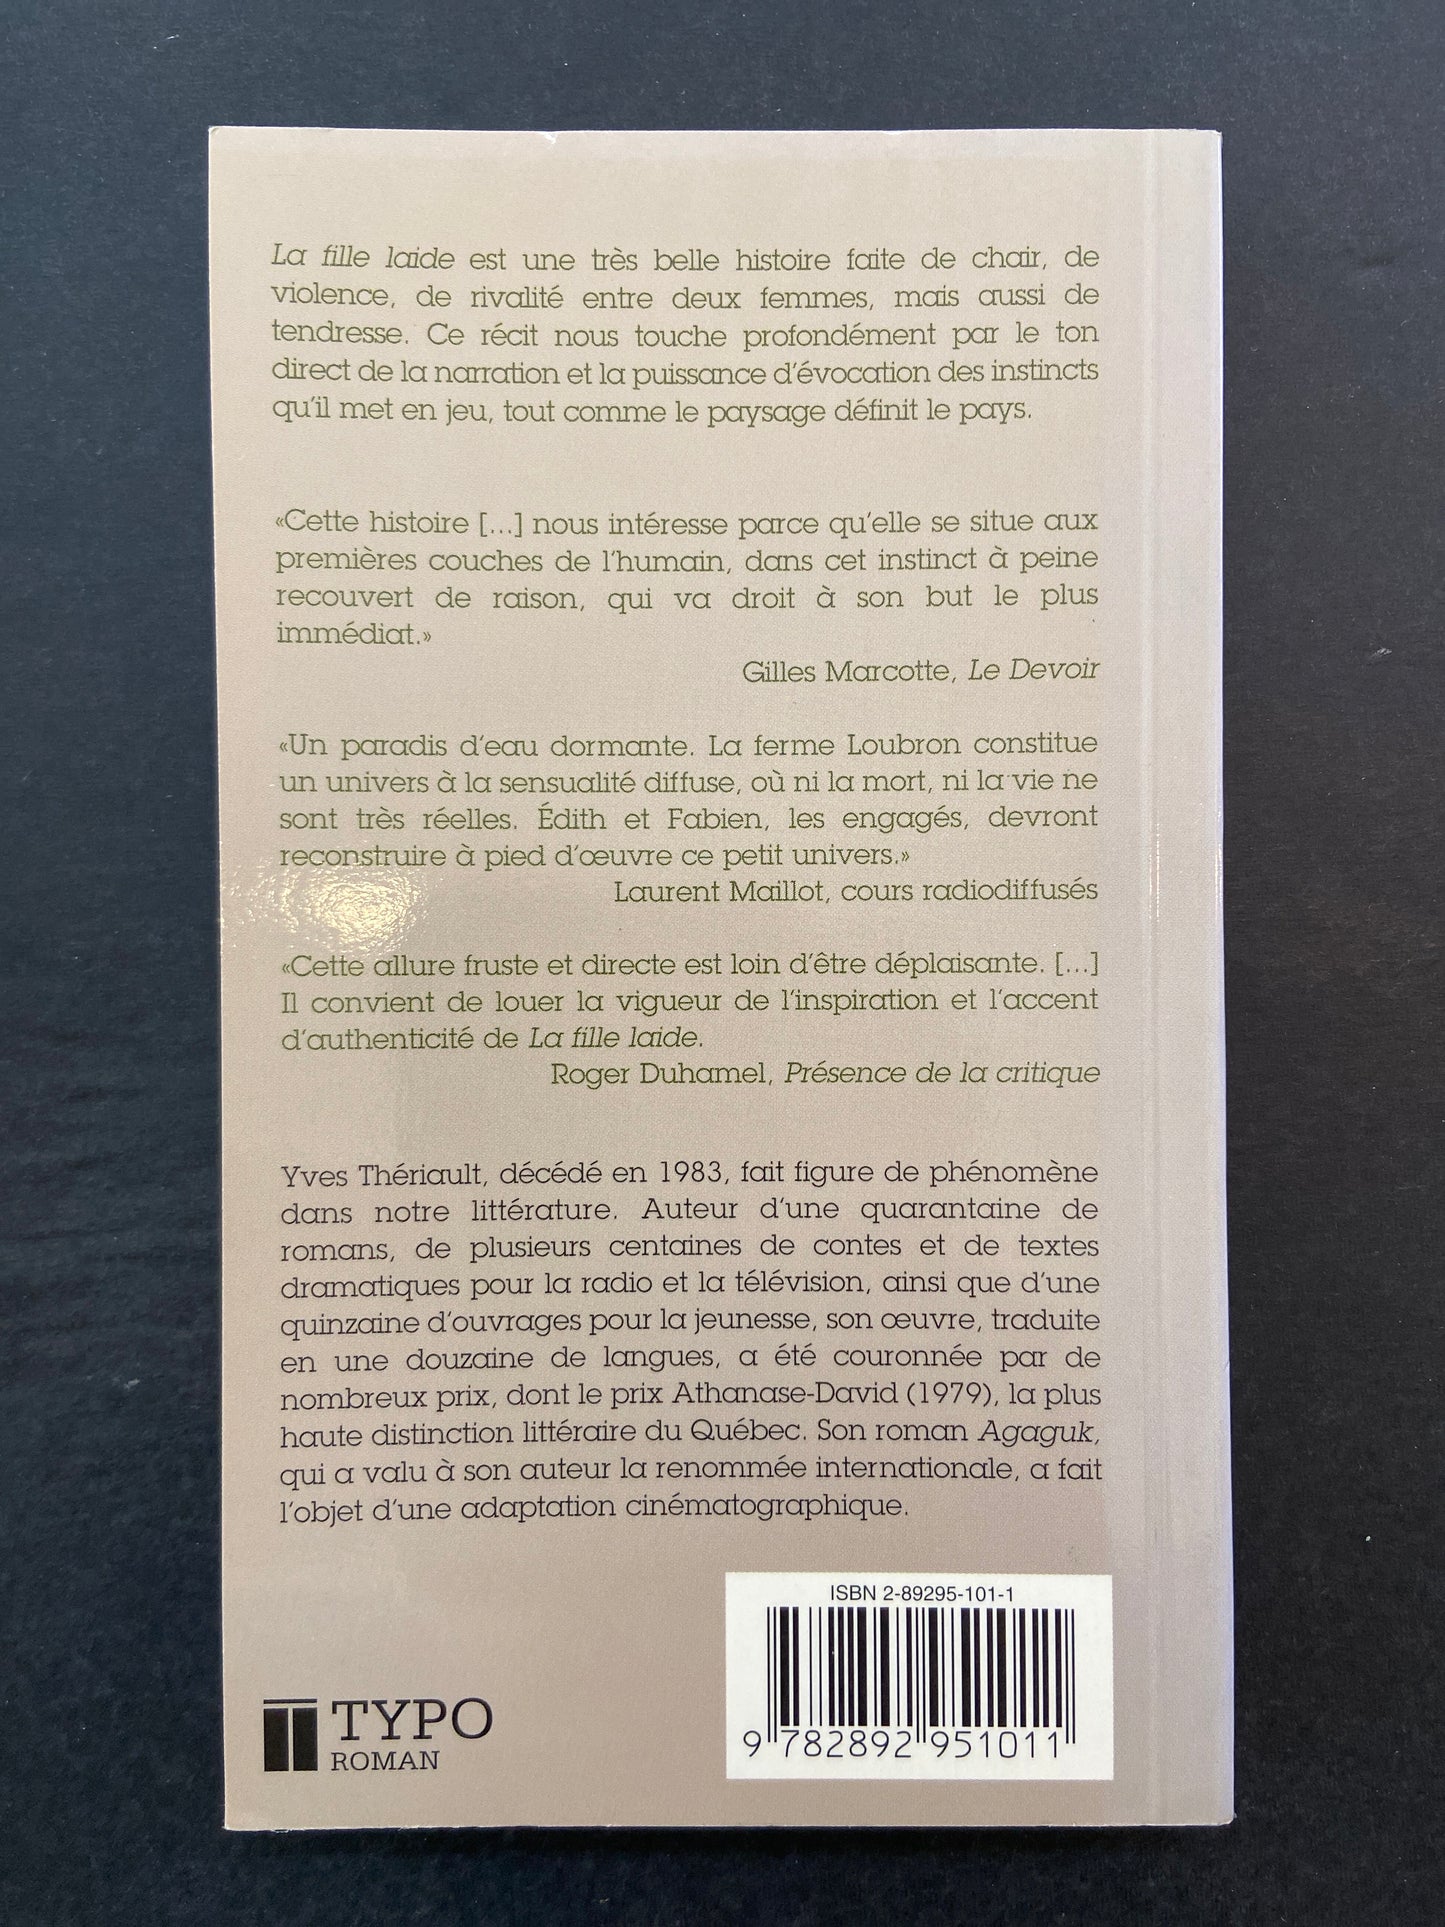 La fille laide est une très belle histoire faite de chair, de
violence, de rivalité entre deux femmes, mais aussi de
tendresse. Ce récit nous touche profondément par le ton
direct de la narration et la puissance d'évocation des instincts
qu'il met en jeu, tout comme le paysage définit le pays.
«Cette histoire [...] nous intéresse parce qu'elle se situe aux
premières couches de l'humain, dans cet instinct à peine
recouvert de raison, qui va droit à son but le plus
immédiat.»
Gilles Marcotte, Le Devoir
«Un paradis d'eau dormante. La ferme Loubron constitue
un univers à la sensualité diffuse, où ni la mort, ni la vie ne
sont très réelles. Édith et Fabien, les engagés, devront
reconstruire à pied d'œuvre ce petit univers.»
Laurent Maillot, cours radiodiffusés
«Cette allure fruste et directe est loin d'être déplaisante. [...]
Il convient de louer la vigueur de l'inspiration et l'accent
d'authenticité de La fille laide.
Roger Duhamel, Présence de la critique
Yves Thériault, décédé en 1983, fait figure de phénomène
dans notre littérature. Auteur d'une quarantaine de
romans, de plusieurs centaines de contes et de textes
dramatiques pour la radio et la télévision, ainsi que d'une
quinzaine d'ouvrages pour la jeunesse, son œuvre, traduite
en une douzaine de langues, a été couronnée par de
nombreux prix, dont le prix Athanase-David (1979), la plus
haute distinction littéraire du Québec. Son roman Agaguk,
qui a valu à son auteur la renommée internationale, a fait
l'objet d'une adaptation cinématographique.
ISBN 2-89295-101-1
9 782892 951011
TYPO
ROMAN